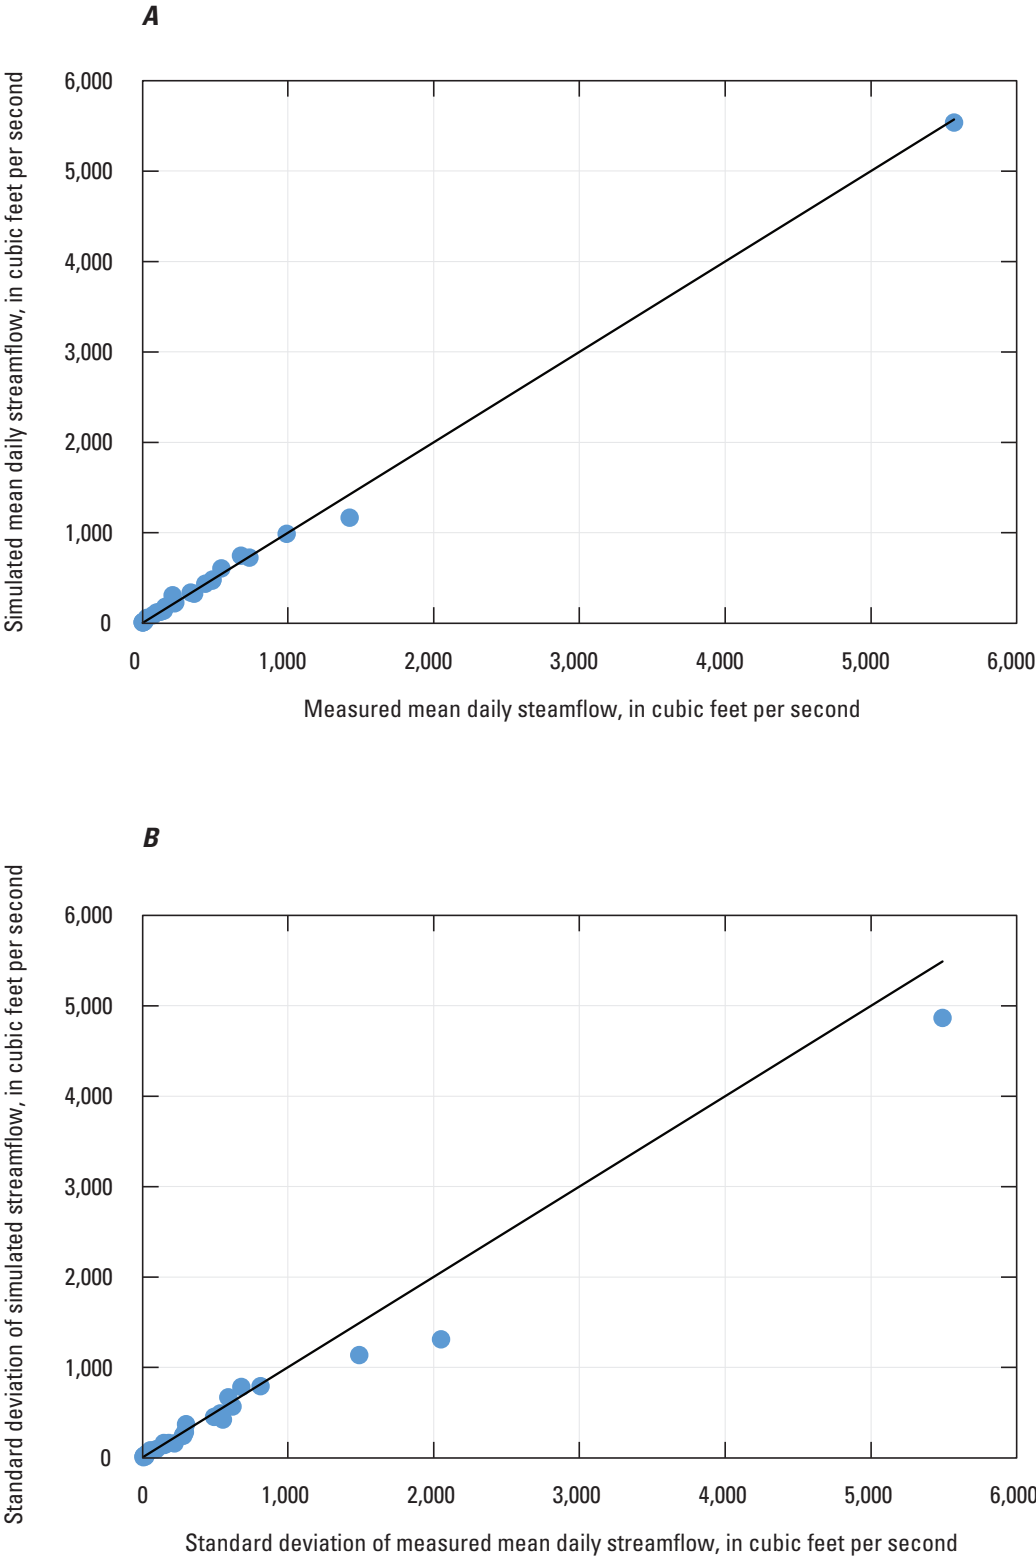 A
Simulated mean daily streamflow, in cubic feet per second
6,000
5,000
4,000
3,000
2,000
1,000
0
0 1,000 2,000 3,000 4,000 5,000 6,000
Measured mean daily steamflow, in cubic feet per second
B
Standard deviation of simulated streamflow, in cubic feet per second
6,000
5,000
4,000
3,000
2,000
1,000
0
0 1,000 2,000 3,000 4,000 5,000 6,000
Standard deviation of measured mean daily streamflow, in cubic feet per second